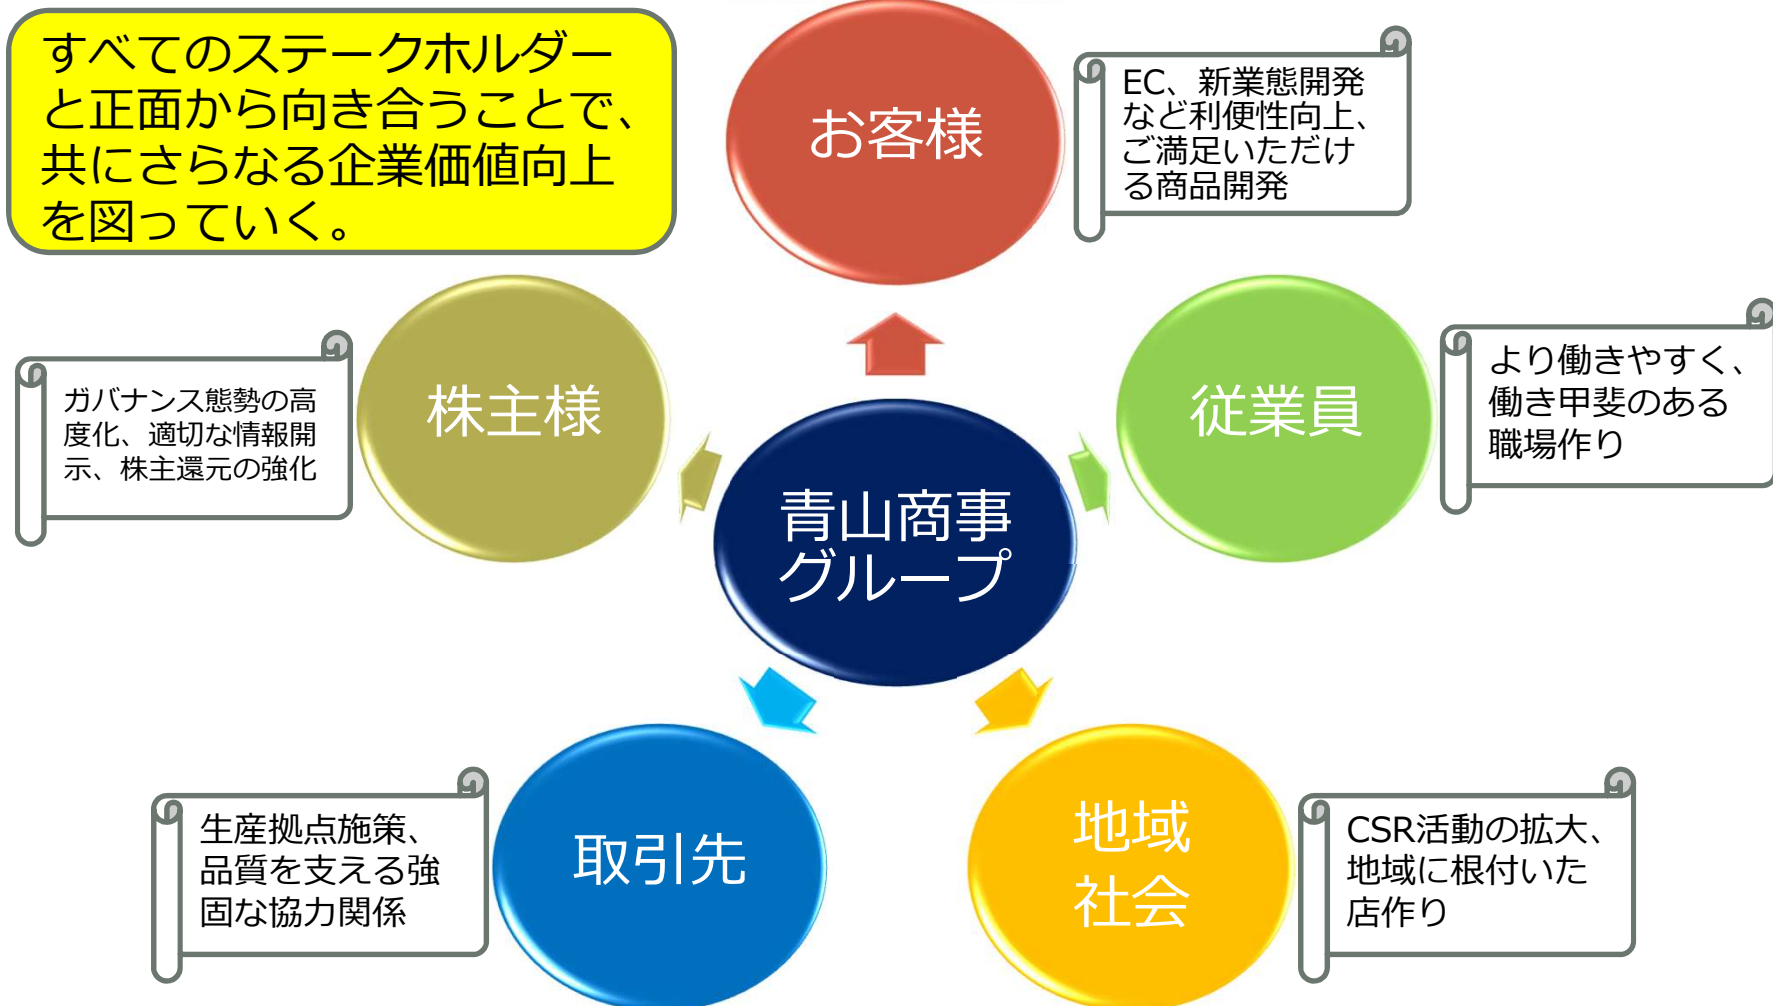 すべてのステークホルダー
と正面から向き合うことで、
共にさらなる企業価値向上
を図っていく。
お客様
EC、新業態開発
など利便性向上、
ご満足いただけ
る商品開発
株主様
ガバナンス態勢の高
度化、適切な情報開
示、株主還元の強化
従業員
より働きやすく、
働き甲斐のある
職場作り
青山商事
グループ
取引先
生産拠点施策、
品質を支える強
固な協力関係
地域
社会
CSR活動の拡大、
地域に根付いた
店作り